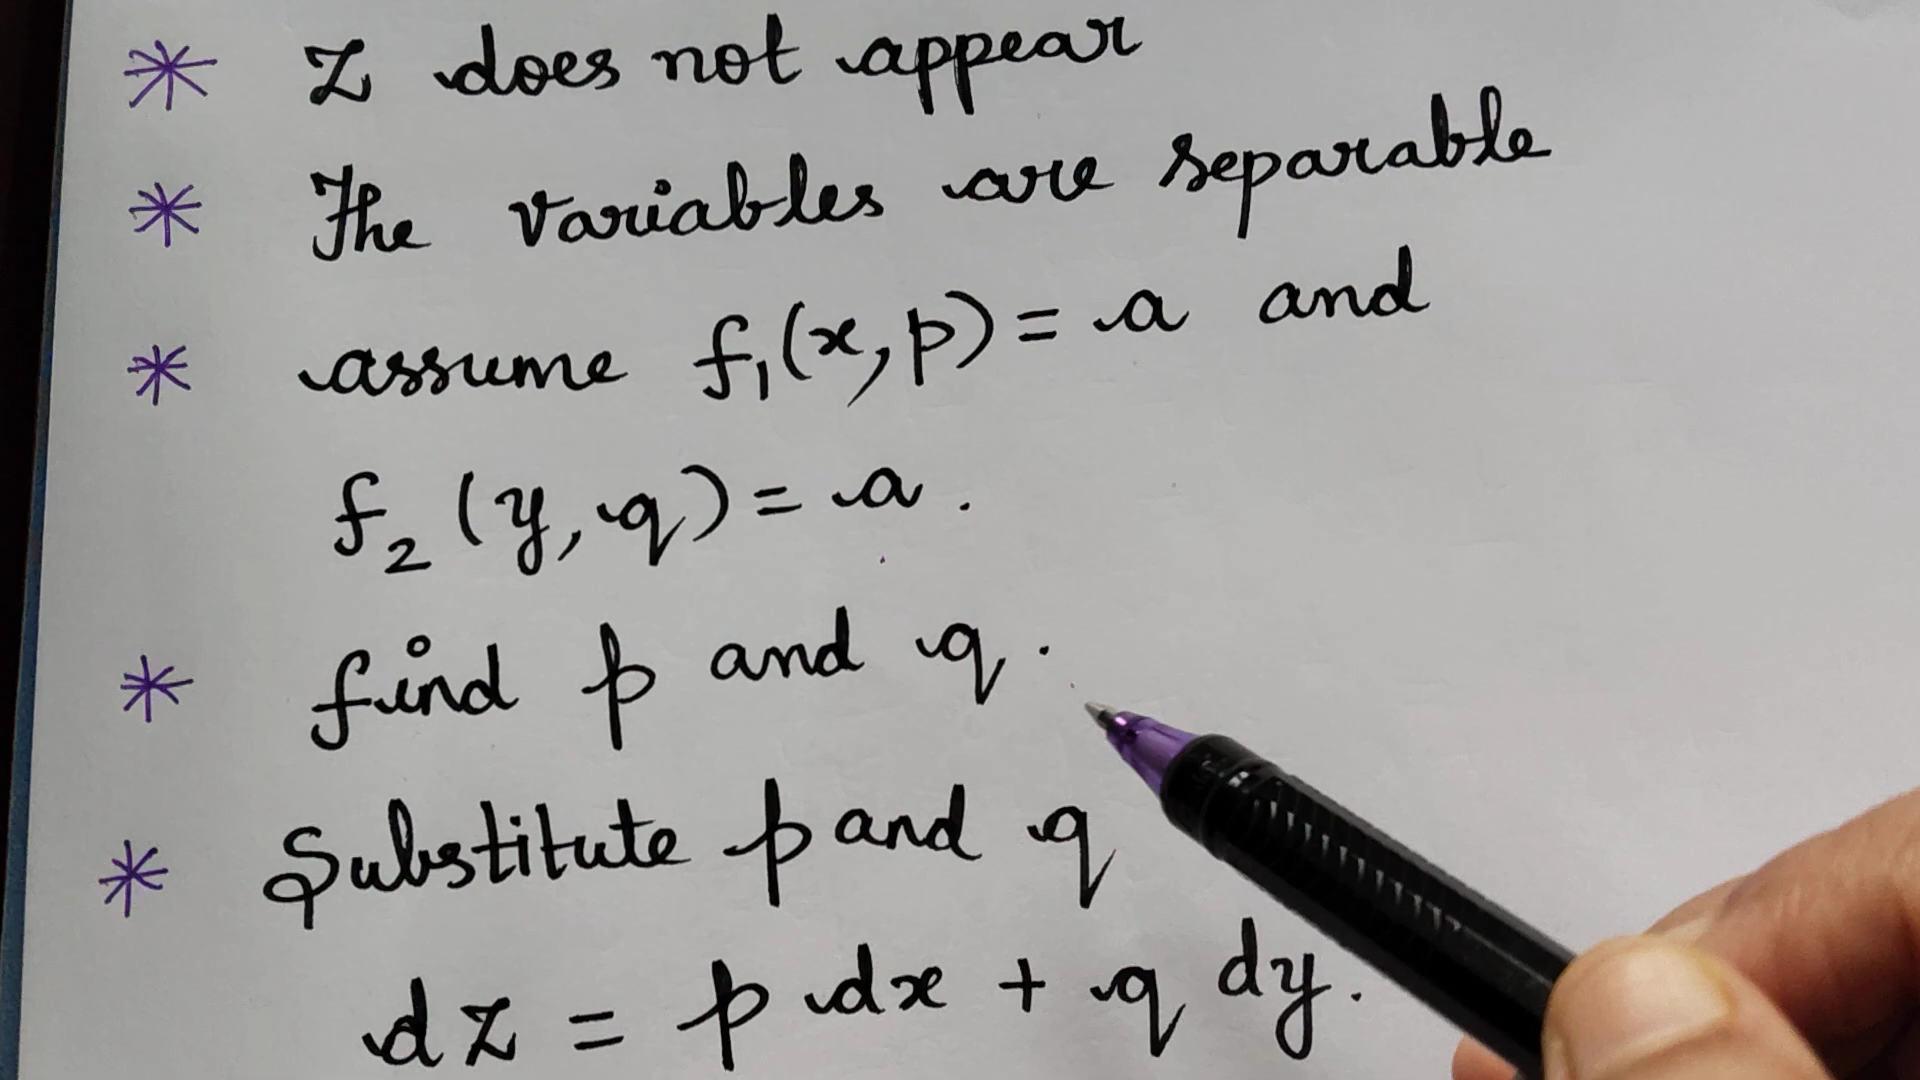 * Z does not appear
* The variables are separable
* assume f₁(x,p) = a and
f₂(y,q) = a.
* find p and q.
* Substitute p and q
dz = p dx + q dy.